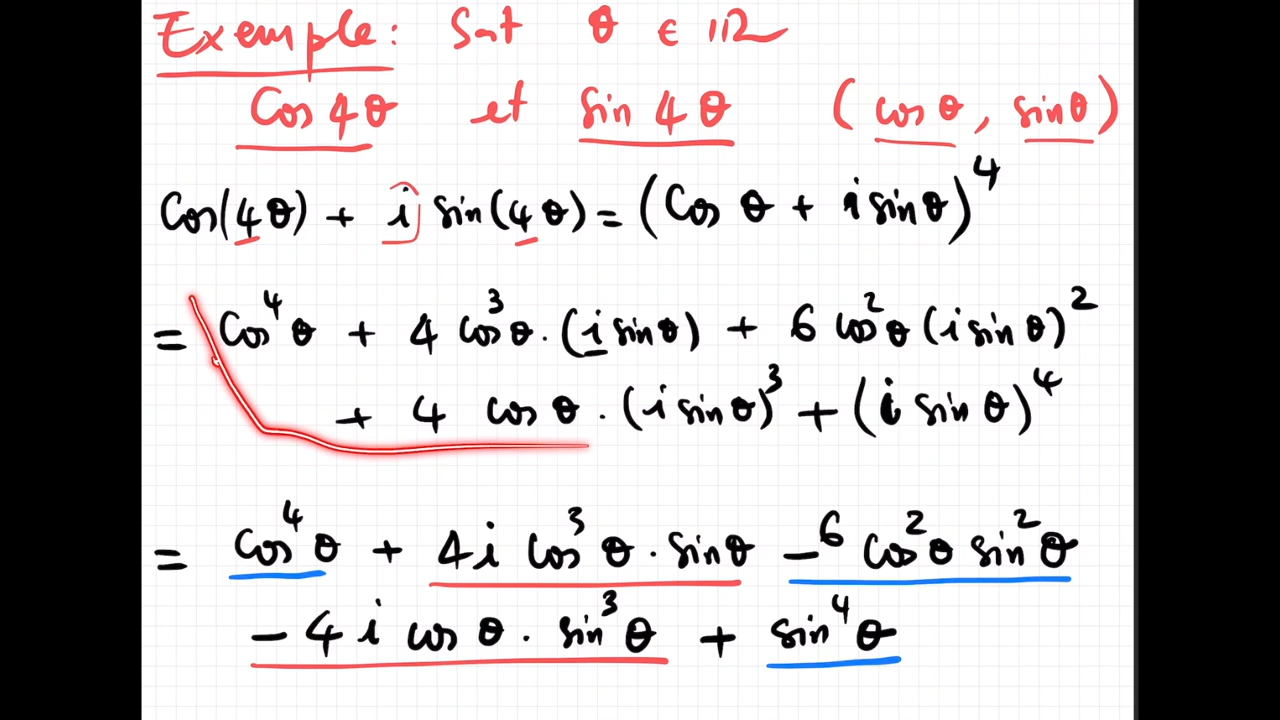 Exemple: Soit θ ∈ ℝ
Cos 4θ et sin 4θ (cos θ, sin θ)
Cos(4θ) + i sin(4θ) = (Cos θ + i sin θ)⁴
= Cos⁴θ + 4 cos³θ · (i sin θ) + 6 cos²θ (i sin θ)²
+ 4 cos θ · (i sin θ)³ + (i sin θ)⁴
= Cos⁴θ + 4i cos³θ · sin θ − 6 cos²θ sin²θ
− 4i cos θ · sin³θ + sin⁴θ